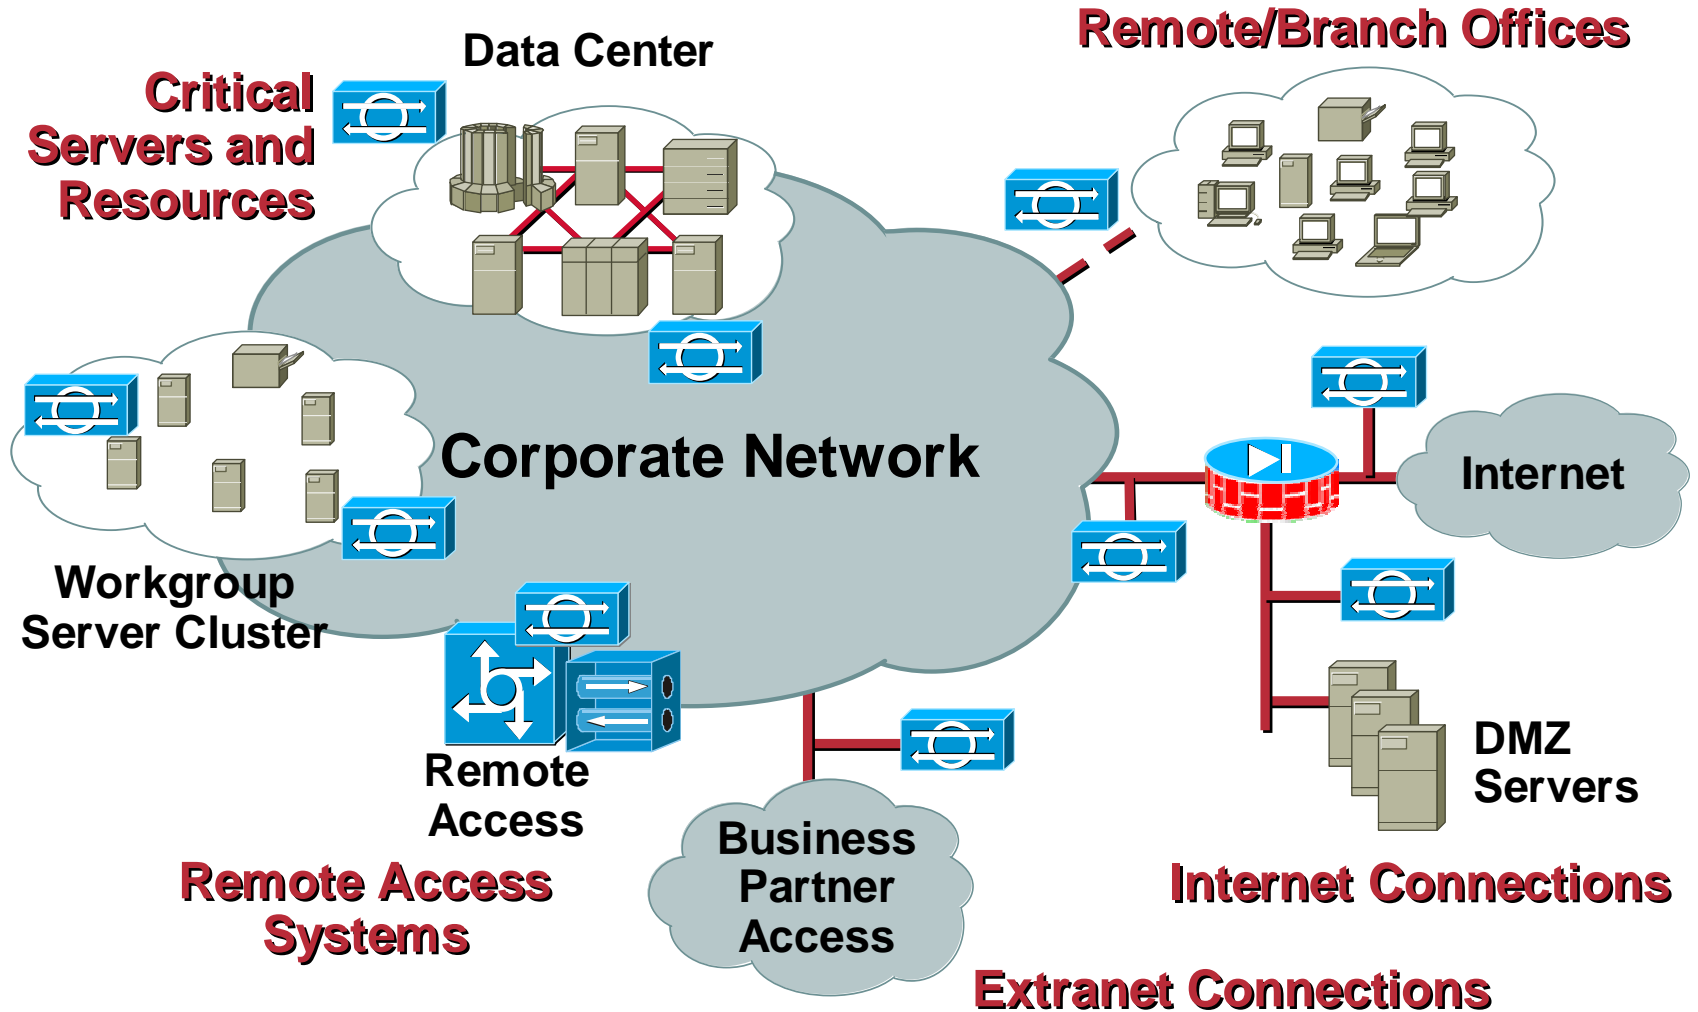 Remote/Branch Offices
Data Center
Critical
Servers and
Resources
Corporate Network
Internet
Workgroup
Server Cluster
DMZ
Servers
Remote
Access
Business
Partner
Access
Remote Access
Systems
Internet Connections
Extranet Connections